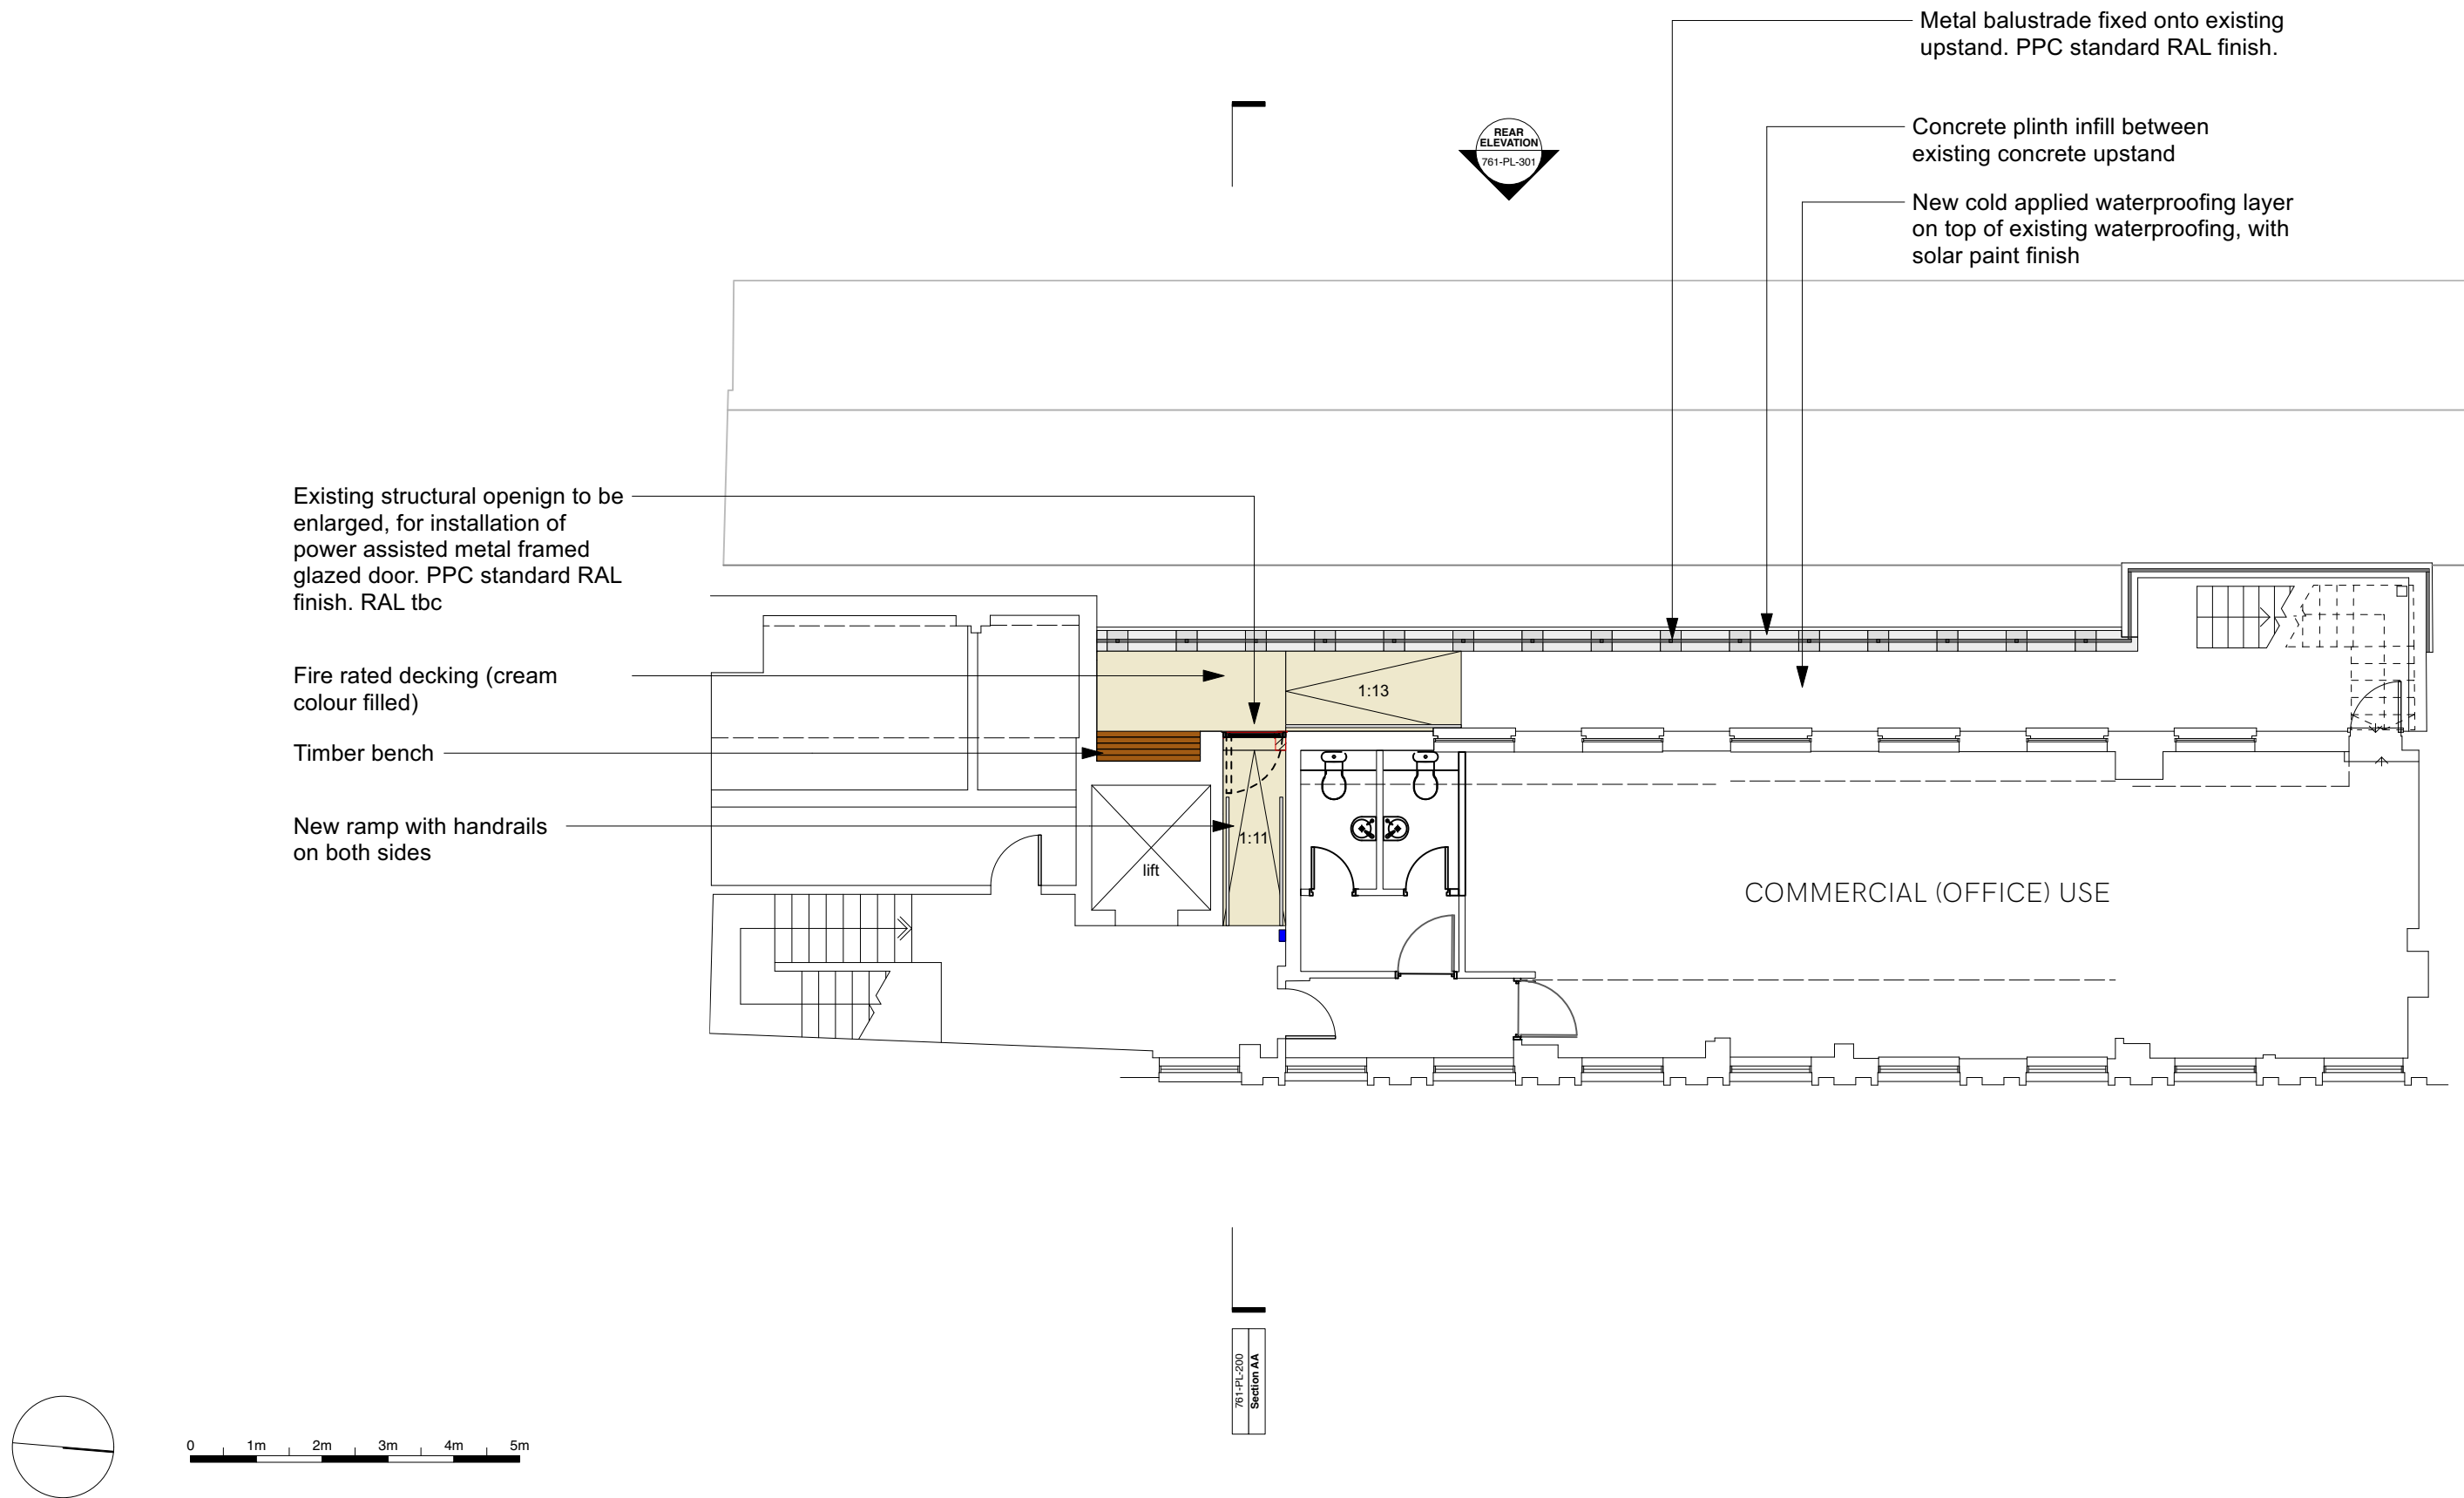 Metal balustrade fixed onto existing
upstand. PPC standard RAL finish.
Concrete plinth infill between
existing concrete upstand
New cold applied waterproofing layer
on top of existing waterproofing, with
solar paint finish
REAR
ELEVATION
761-PL-301
Existing structural openign to be
enlarged, for installation of
power assisted metal framed
glazed door. PPC standard RAL
finish. RAL tbc
Fire rated decking (cream
colour filled)
Timber bench
New ramp with handrails
on both sides
1:13
1:11
lift
COMMERCIAL (OFFICE) USE
761-PL-200
Section AA
0 1m 2m 3m 4m 5m